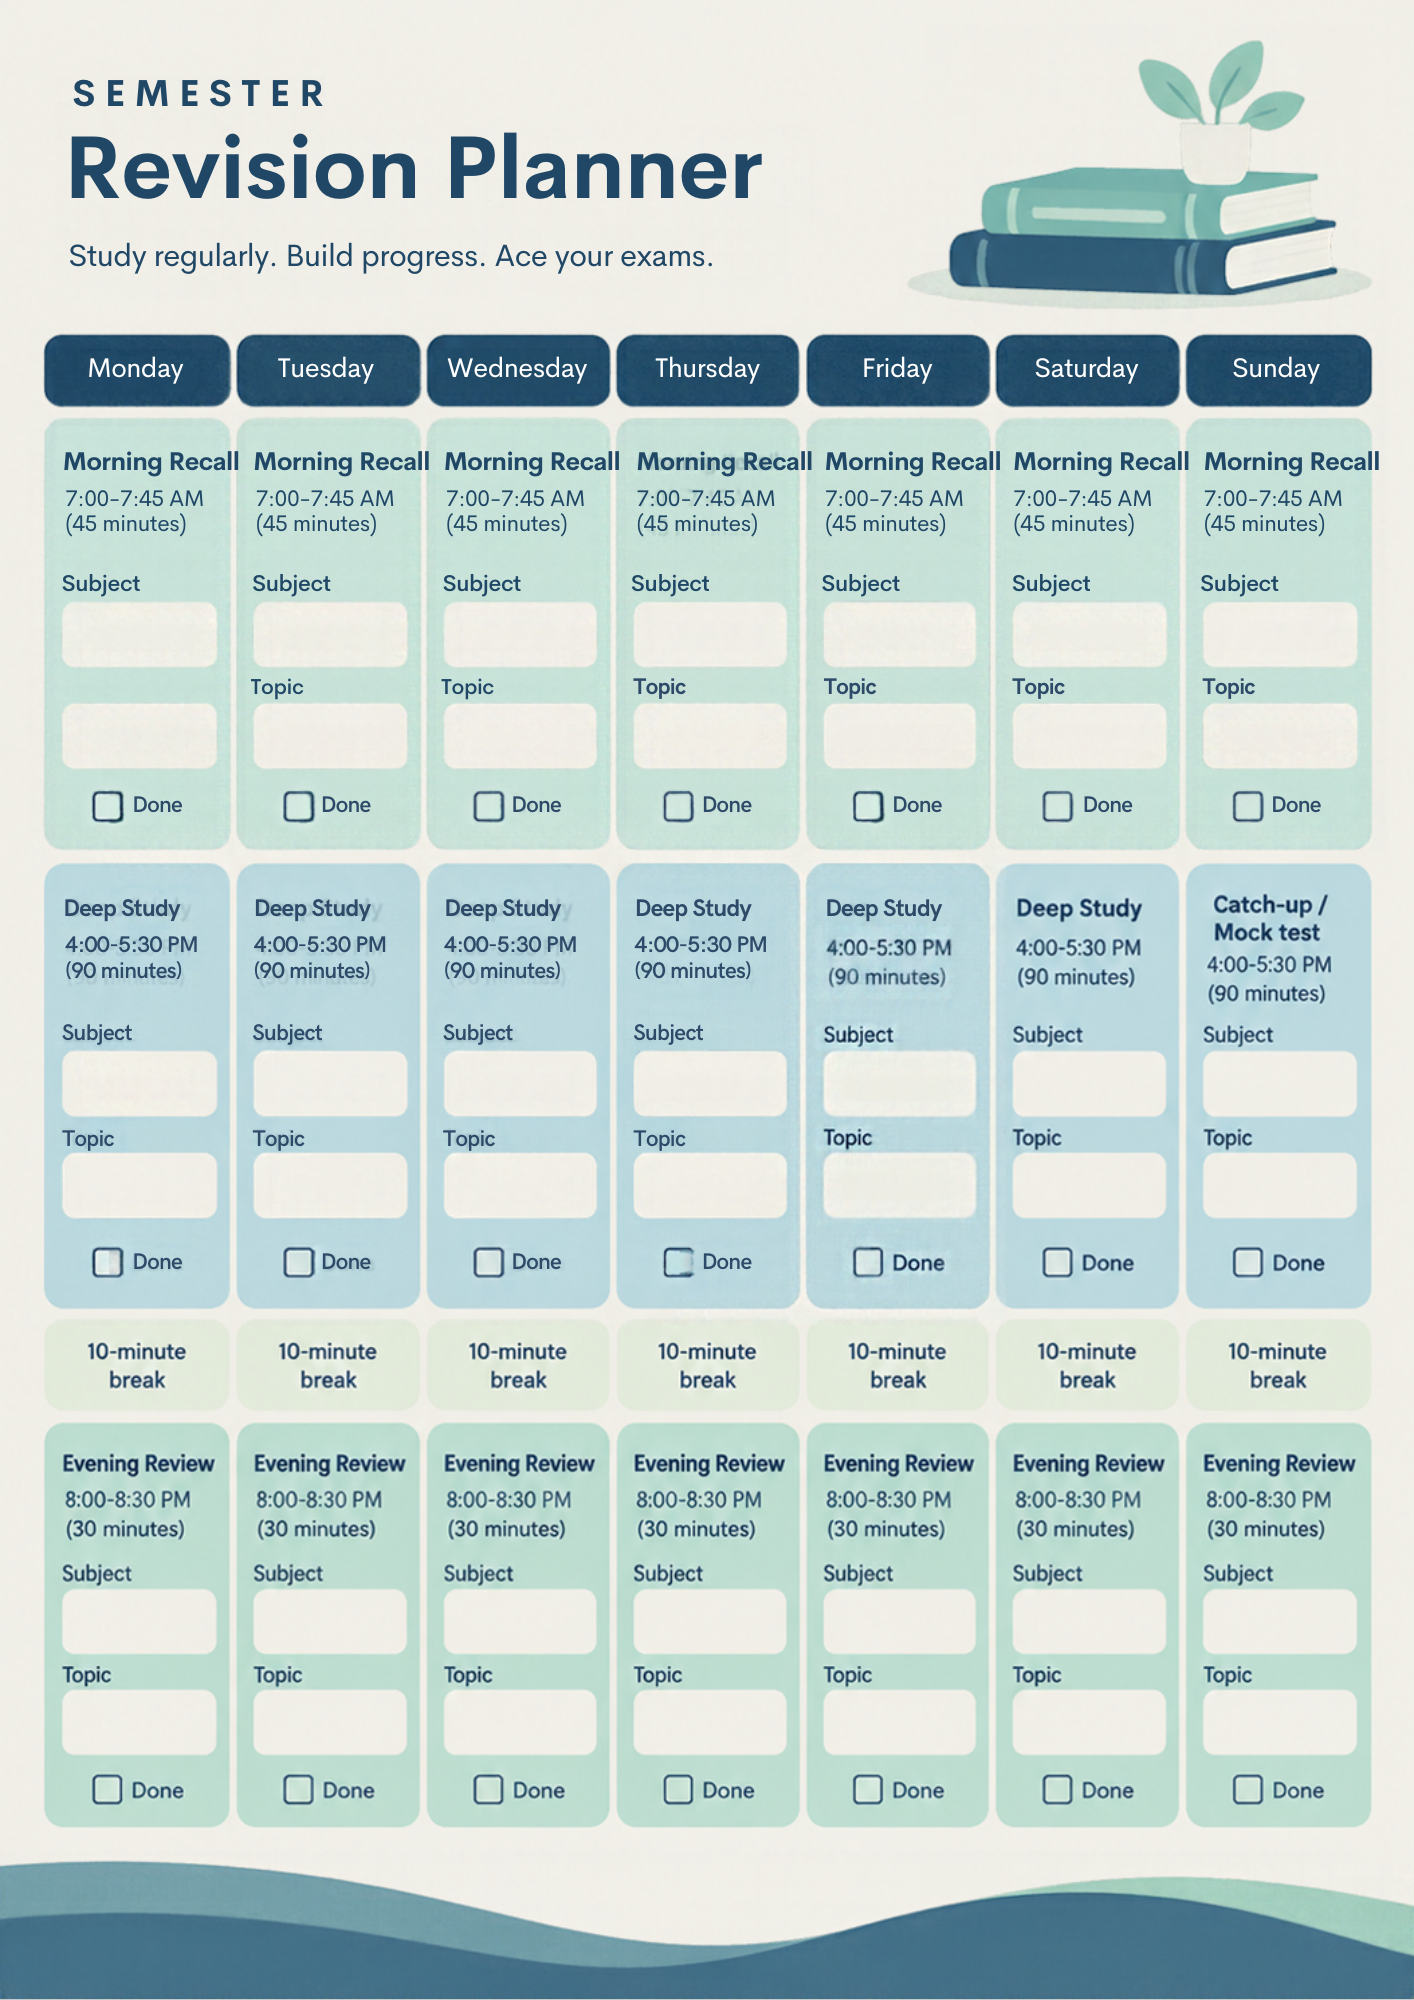 SEMESTER
Revision Planner
Study regularly. Build progress. Ace your exams.
Monday
Tuesday
Wednesday
Thursday
Friday
Saturday
Sunday
Morning Recall
7:00-7:45 AM
(45 minutes)
Subject
Done
Morning Recall
7:00-7:45 AM
(45 minutes)
Subject
Topic
Done
Morning Recall
7:00-7:45 AM
(45 minutes)
Subject
Topic
Done
Morning Recall
7:00-7:45 AM
(45 minutes)
Subject
Topic
Done
Morning Recall
7:00-7:45 AM
(45 minutes)
Subject
Topic
Done
Morning Recall
7:00-7:45 AM
(45 minutes)
Subject
Topic
Done
Morning Recall
7:00-7:45 AM
(45 minutes)
Subject
Topic
Done
Deep Study
4:00-5:30 PM
(90 minutes)
Subject
Topic
Done
Deep Study
4:00-5:30 PM
(90 minutes)
Subject
Topic
Done
Deep Study
4:00-5:30 PM
(90 minutes)
Subject
Topic
Done
Deep Study
4:00-5:30 PM
(90 minutes)
Subject
Topic
Done
Deep Study
4:00-5:30 PM
(90 minutes)
Subject
Topic
Done
Deep Study
4:00-5:30 PM
(90 minutes)
Subject
Topic
Done
Catch-up /
Mock test
4:00-5:30 PM
(90 minutes)
Subject
Topic
Done
10-minute
break
10-minute
break
10-minute
break
10-minute
break
10-minute
break
10-minute
break
10-minute
break
Evening Review
8:00-8:30 PM
(30 minutes)
Subject
Topic
Done
Evening Review
8:00-8:30 PM
(30 minutes)
Subject
Topic
Done
Evening Review
8:00-8:30 PM
(30 minutes)
Subject
Topic
Done
Evening Review
8:00-8:30 PM
(30 minutes)
Subject
Topic
Done
Evening Review
8:00-8:30 PM
(30 minutes)
Subject
Topic
Done
Evening Review
8:00-8:30 PM
(30 minutes)
Subject
Topic
Done
Evening Review
8:00-8:30 PM
(30 minutes)
Subject
Topic
Done